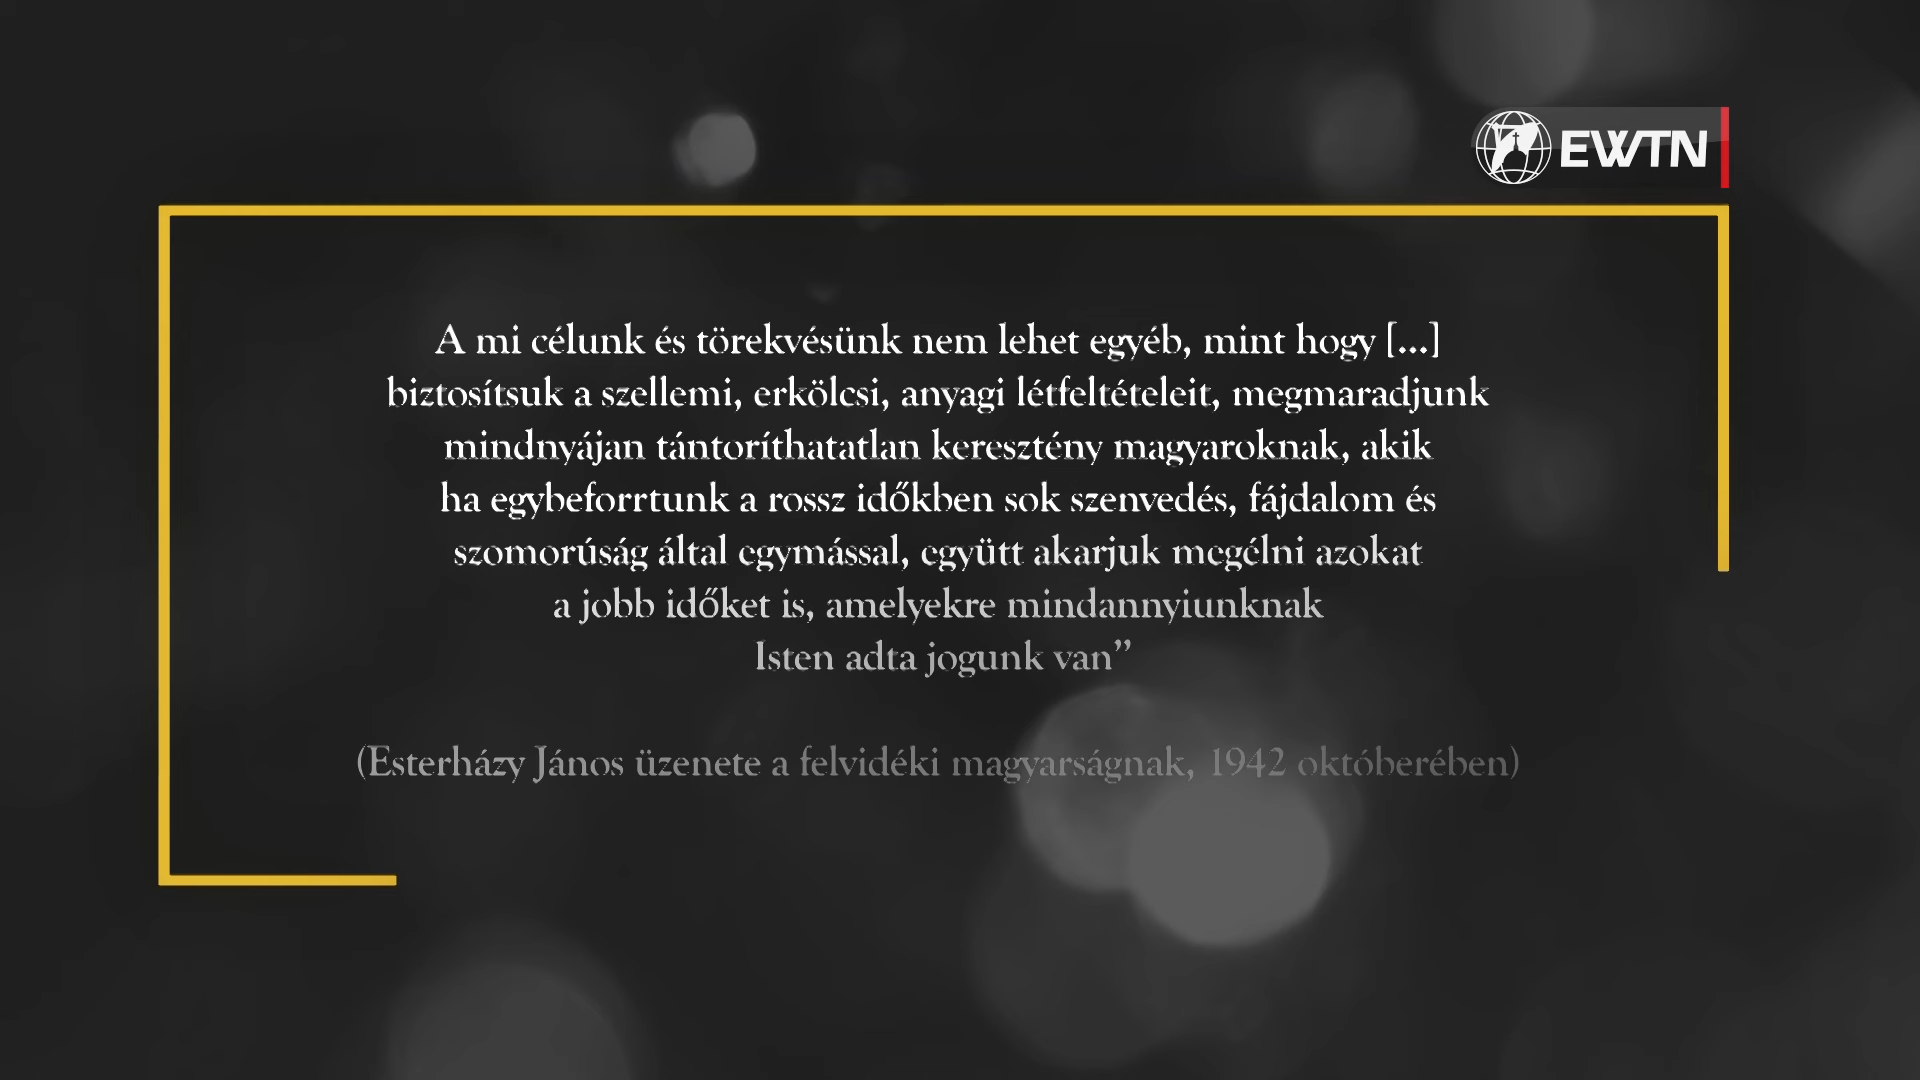 EWTN
A mi célunk és törekvésünk nem lehet egyéb, mint hogy [...]
biztosítsuk a szellemi, erkölcsi, anyagi létfeltételeit, megmaradjunk
mindnyájan tántoríthatatlan keresztény magyaroknak, akik
ha egybeforrtunk a rossz időkben sok szenvedés, fájdalom és
szomorúság által egymással, együtt akarjuk megélni azokat
a jobb időket is, amelyekre mindannyiunknak
Isten adta jogunk van”
(Esterházy János üzenete a felvidéki magyarságnak, 1942 októberében)